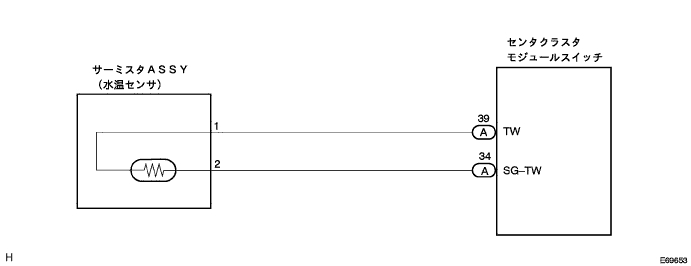 センタクラスタ
モジュールスイッチ
サーミスタASSY
(水温センサ)
1
39
A
TW
2
34
A
SG-TW
H
E69653